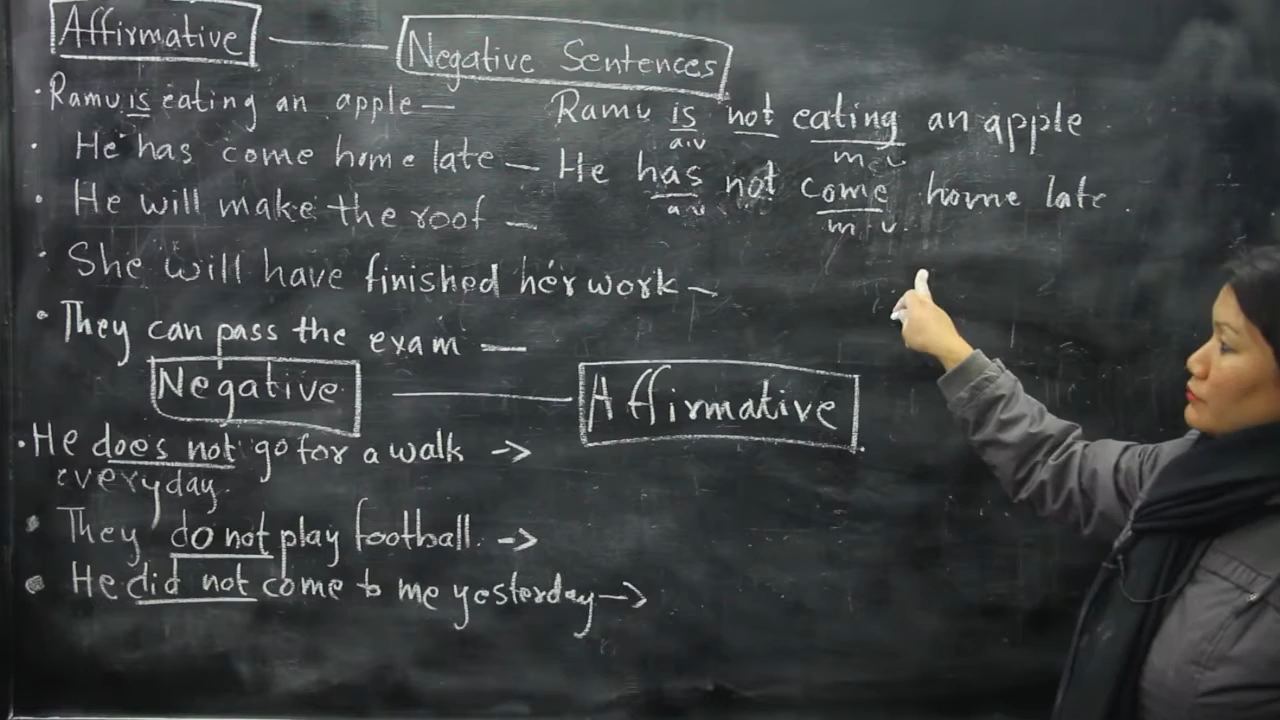 Affirmative — Negative Sentences
• Ramu is eating an apple — Ramu is not eating an apple.
a.v m.v
• He has come home late — He has not come home late.
a.v m.v.
• He will make the roof —
• She will have finished her work —
• They can pass the exam —
Negative — Affirmative
• He does not go for a walk ->
everyday.
• They do not play football. ->
• He did not come to me yesterday ->